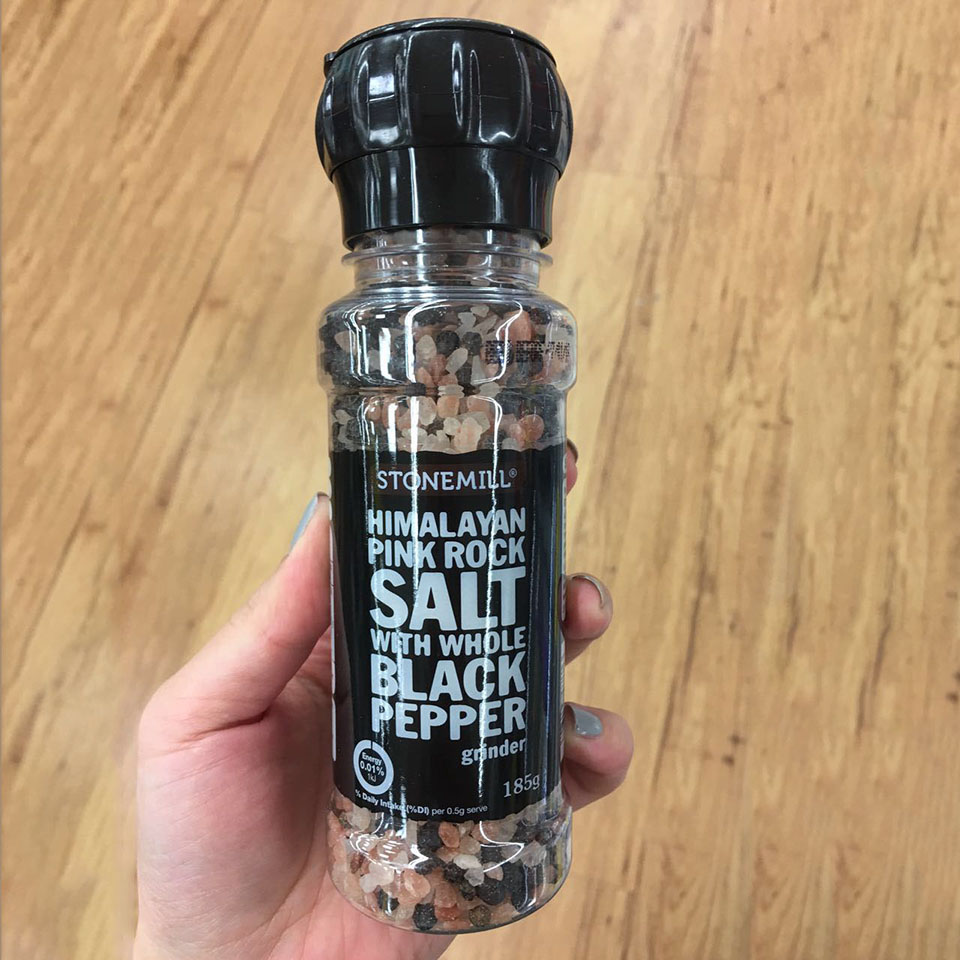 STONEMILL®
HIMALAYAN
PINK ROCK
SALT
WITH WHOLE
BLACK
PEPPER
grinder
Energy
0.01%
1kJ
185g
% Daily Intake (%DI) per 0.5g serve